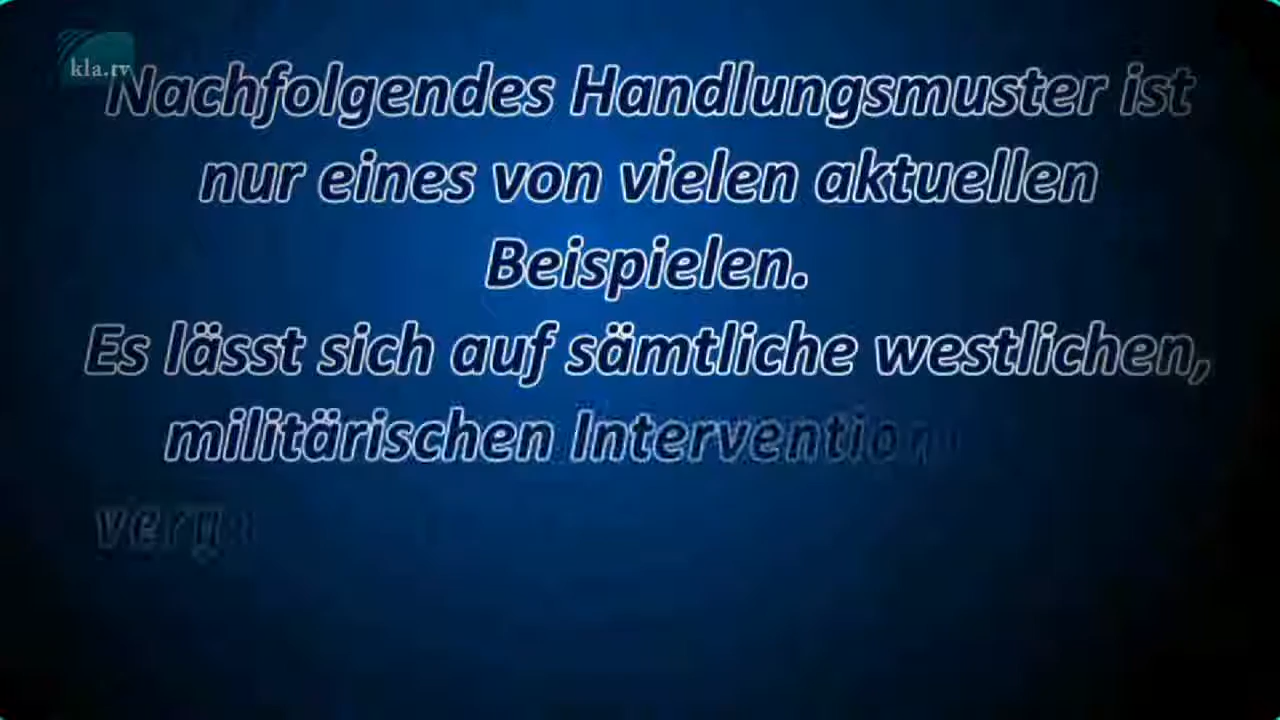 kla.tv
Nachfolgendes Handlungsmuster ist
nur eines von vielen aktuellen
Beispielen.
Es lässt sich auf sämtliche westlichen,
militärischen